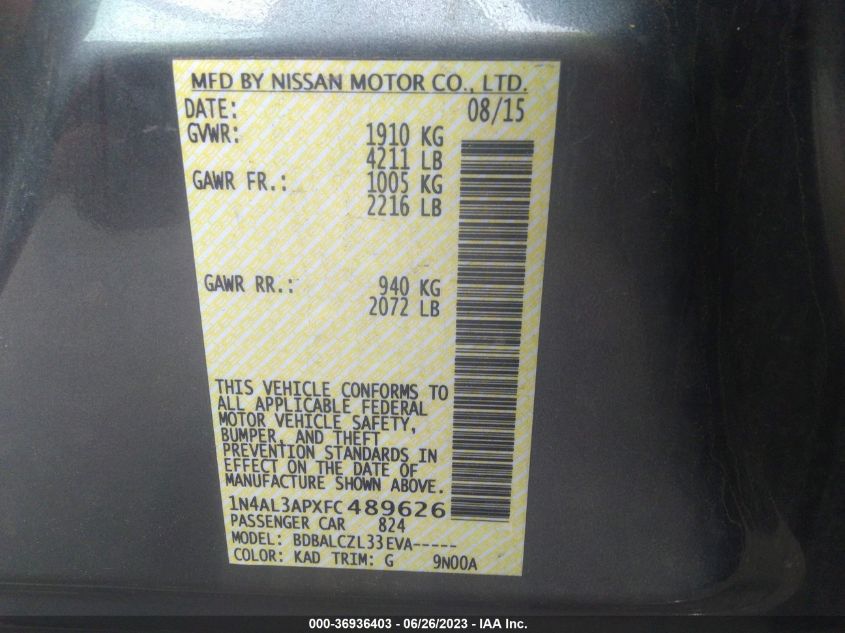 MFD BY NISSAN MOTOR CO., LTD.
DATE: 08/15
GVWR: 1910 KG
4211 LB
GAWR FR.: 1005 KG
2216 LB
GAWR RR.: 940 KG
2072 LB
THIS VEHICLE CONFORMS TO
ALL APPLICABLE FEDERAL
MOTOR VEHICLE SAFETY,
BUMPER, AND THEFT
PREVENTION STANDARDS IN
EFFECT ON THE DATE OF
MANUFACTURE SHOWN ABOVE.
1N4AL3APXFC489626
PASSENGER CAR 824
MODEL: BDBALCZL33EVA-----
COLOR: KAD TRIM: G 9N00A
000-36936403 - 06/26/2023 - IAA Inc.